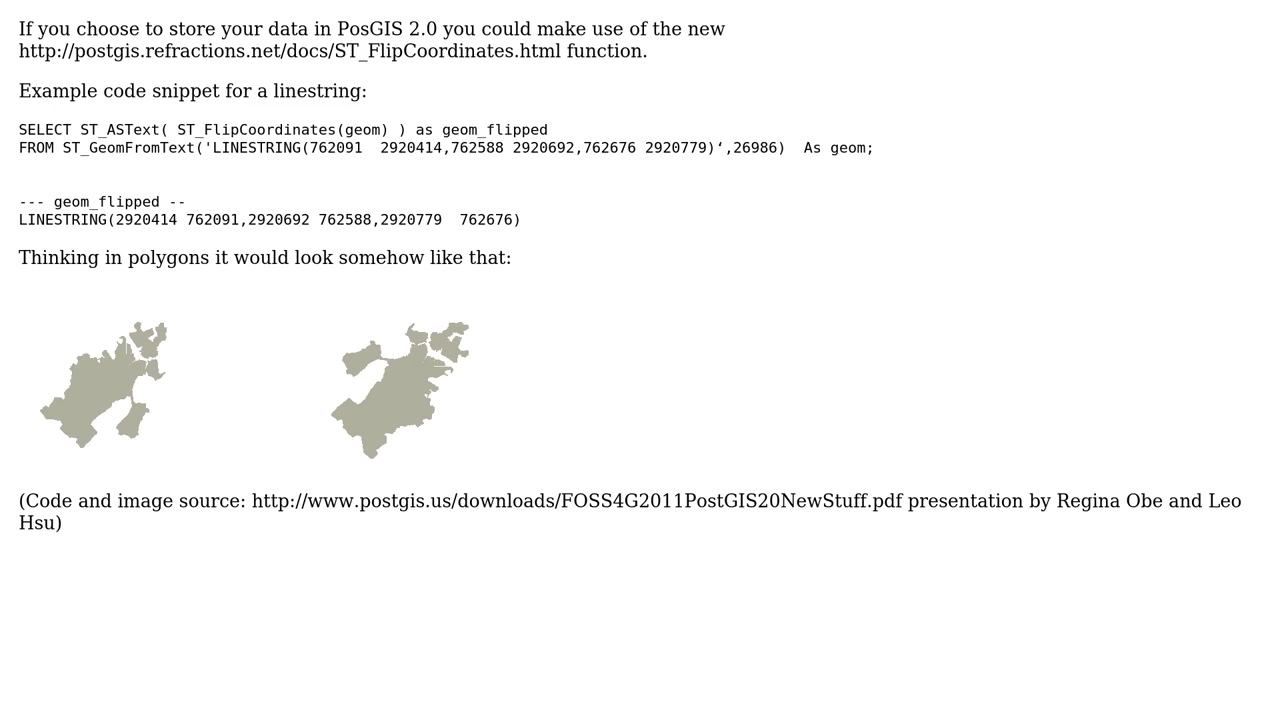 If you choose to store your data in PosGIS 2.0 you could make use of the new
http://postgis.refractions.net/docs/ST_FlipCoordinates.html function.
Example code snippet for a linestring:
SELECT ST_ASText( ST_FlipCoordinates(geom) ) as geom_flipped
FROM ST_GeomFromText('LINESTRING(762091  2920414,762588 2920692,762676 2920779)‘,26986)  As geom;
--- geom_flipped --
LINESTRING(2920414 762091,2920692 762588,2920779  762676)
Thinking in polygons it would look somehow like that:
(Code and image source: http://www.postgis.us/downloads/FOSS4G2011PostGIS20NewStuff.pdf presentation by Regina Obe and Leo
Hsu)